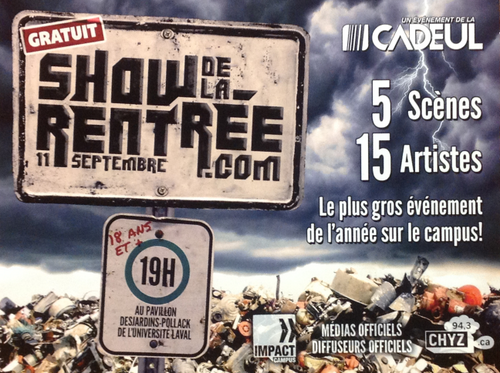 GRATUIT
SHOW DE LA
RENTRÉE
11 SEPTEMBRE .COM
18 ANS
ET +
19H
AU PAVILLON
DESJARDINS-POLLACK
DE L'UNIVERSITÉ LAVAL
UN ÉVÉNEMENT DE LA
CADEUL
5 Scènes
15 Artistes
Le plus gros événement
de l'année sur le campus!
IMPACT
CAMPUS
MÉDIAS OFFICIELS
DIFFUSEURS OFFICIELS
94,3
CHYZ.ca